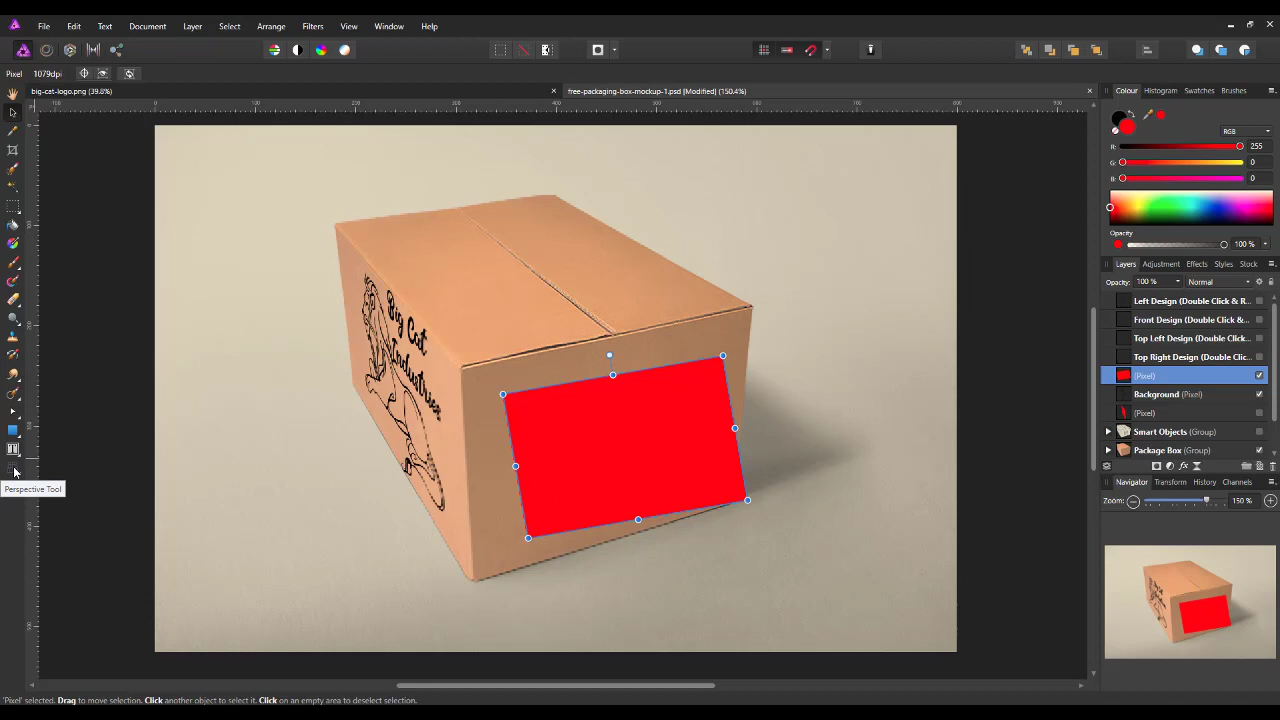 File Edit Text Document Layer Select Arrange Filters View Window Help
Pixel 1079dpi
big-cat-logo.png (39.8%)
free-packaging-box-mockup-1.psd [Modified] (150.4%)
Colour Histogram Swatches Brushes
RGB
R: 255
G: 0
B: 0
Opacity
100 %
Layers Adjustment Effects Styles Stock
Opacity: 100 % Normal
Left Design (Double Click & R...
Front Design (Double Click &...
Top Left Design (Double Clic...
Top Right Design (Double Clic...
(Pixel)
Background (Pixel)
(Pixel)
Smart Objects (Group)
Package Box (Group)
Navigator Transform History Channels
Zoom: 150 %
Big Cat
Industries
Perspective Tool
'Pixel' selected. Drag to move selection. Click another object to select it. Click on an empty area to deselect selection.